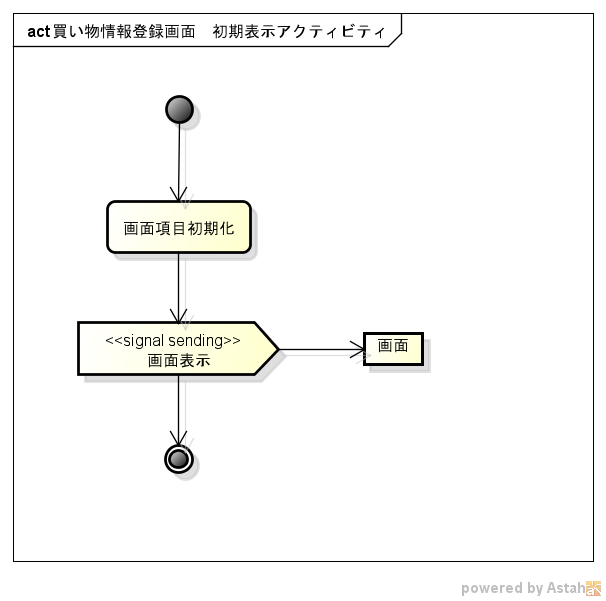 act 買い物情報登録画面　初期表示アクティビティ
画面項目初期化
<<signal sending>>
画面表示
画面
powered by Astah